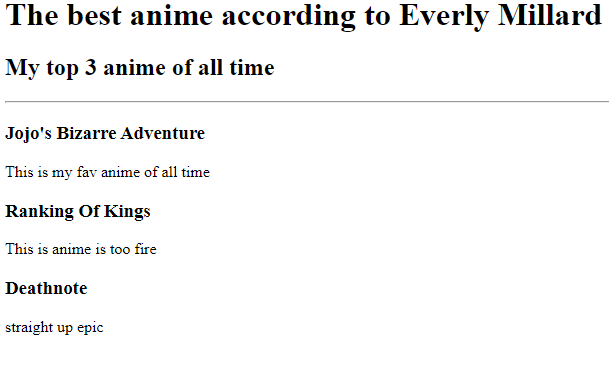 The best anime according to Everly Millard
My top 3 anime of all time
Jojo's Bizarre Adventure
This is my fav anime of all time
Ranking Of Kings
This is anime is too fire
Deathnote
straight up epic